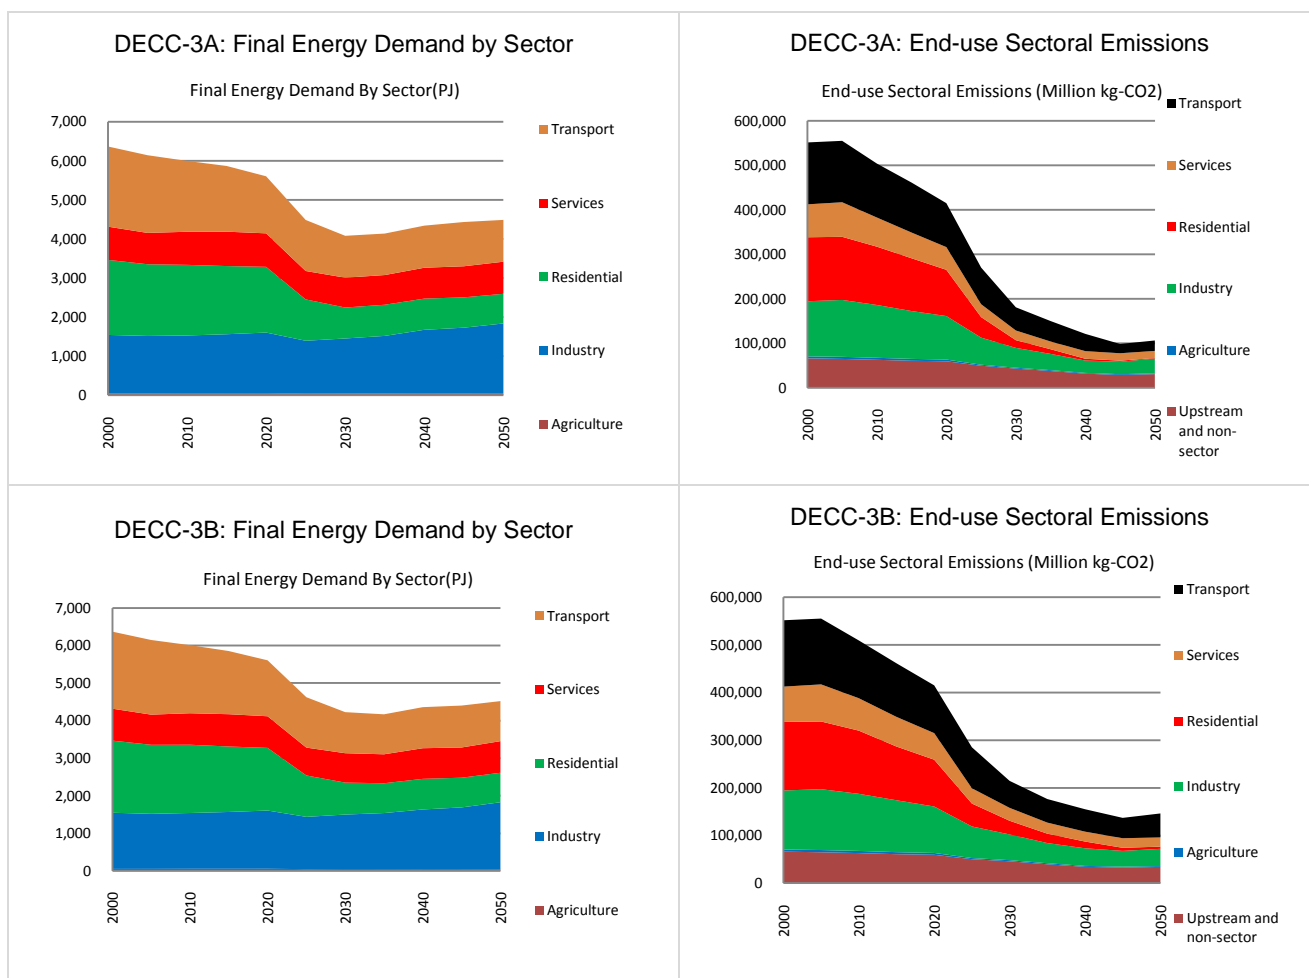 DECC-3A: Final Energy Demand by Sector
Final Energy Demand By Sector(PJ)
7,000
6,000
5,000
4,000
3,000
2,000
1,000
0
2000
2010
2020
2030
2040
2050
Transport
Services
Residential
Industry
Agriculture
DECC-3A: End-use Sectoral Emissions
End-use Sectoral Emissions (Million kg-CO2)
600,000
500,000
400,000
300,000
200,000
100,000
0
2000
2010
2020
2030
2040
2050
Transport
Services
Residential
Industry
Agriculture
Upstream
and non-
sector
DECC-3B: Final Energy Demand by Sector
Final Energy Demand By Sector(PJ)
7,000
6,000
5,000
4,000
3,000
2,000
1,000
0
2000
2010
2020
2030
2040
2050
Transport
Services
Residential
Industry
Agriculture
DECC-3B: End-use Sectoral Emissions
End-use Sectoral Emissions (Million kg-CO2)
600,000
500,000
400,000
300,000
200,000
100,000
0
2000
2010
2020
2030
2040
2050
Transport
Services
Residential
Industry
Agriculture
Upstream and
non-sector